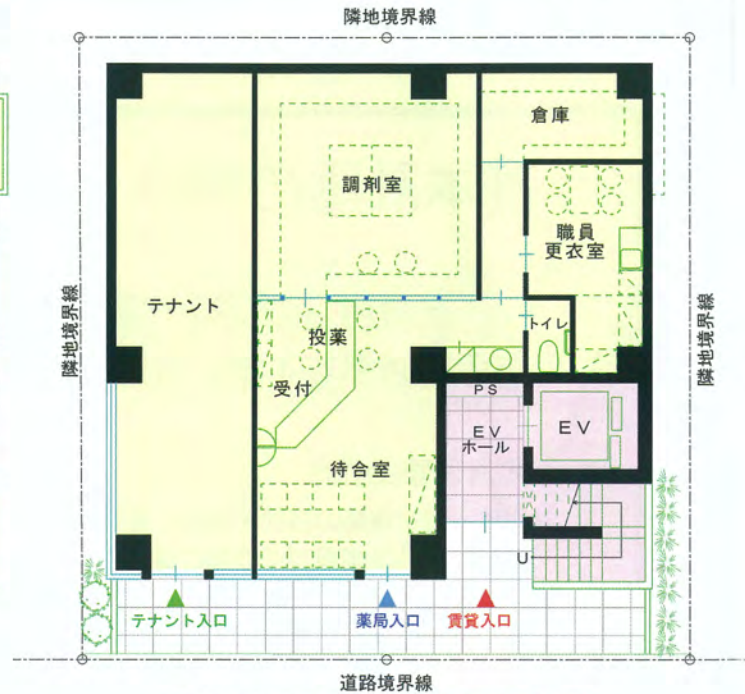 隣地境界線
倉庫
調剤室
職員
更衣室
隣地境界線
テナント
隣地境界線
トイレ
投薬
受付
PS
EV
ホール
EV
待合室
U
テナント入口
薬局入口
賃貸入口
道路境界線